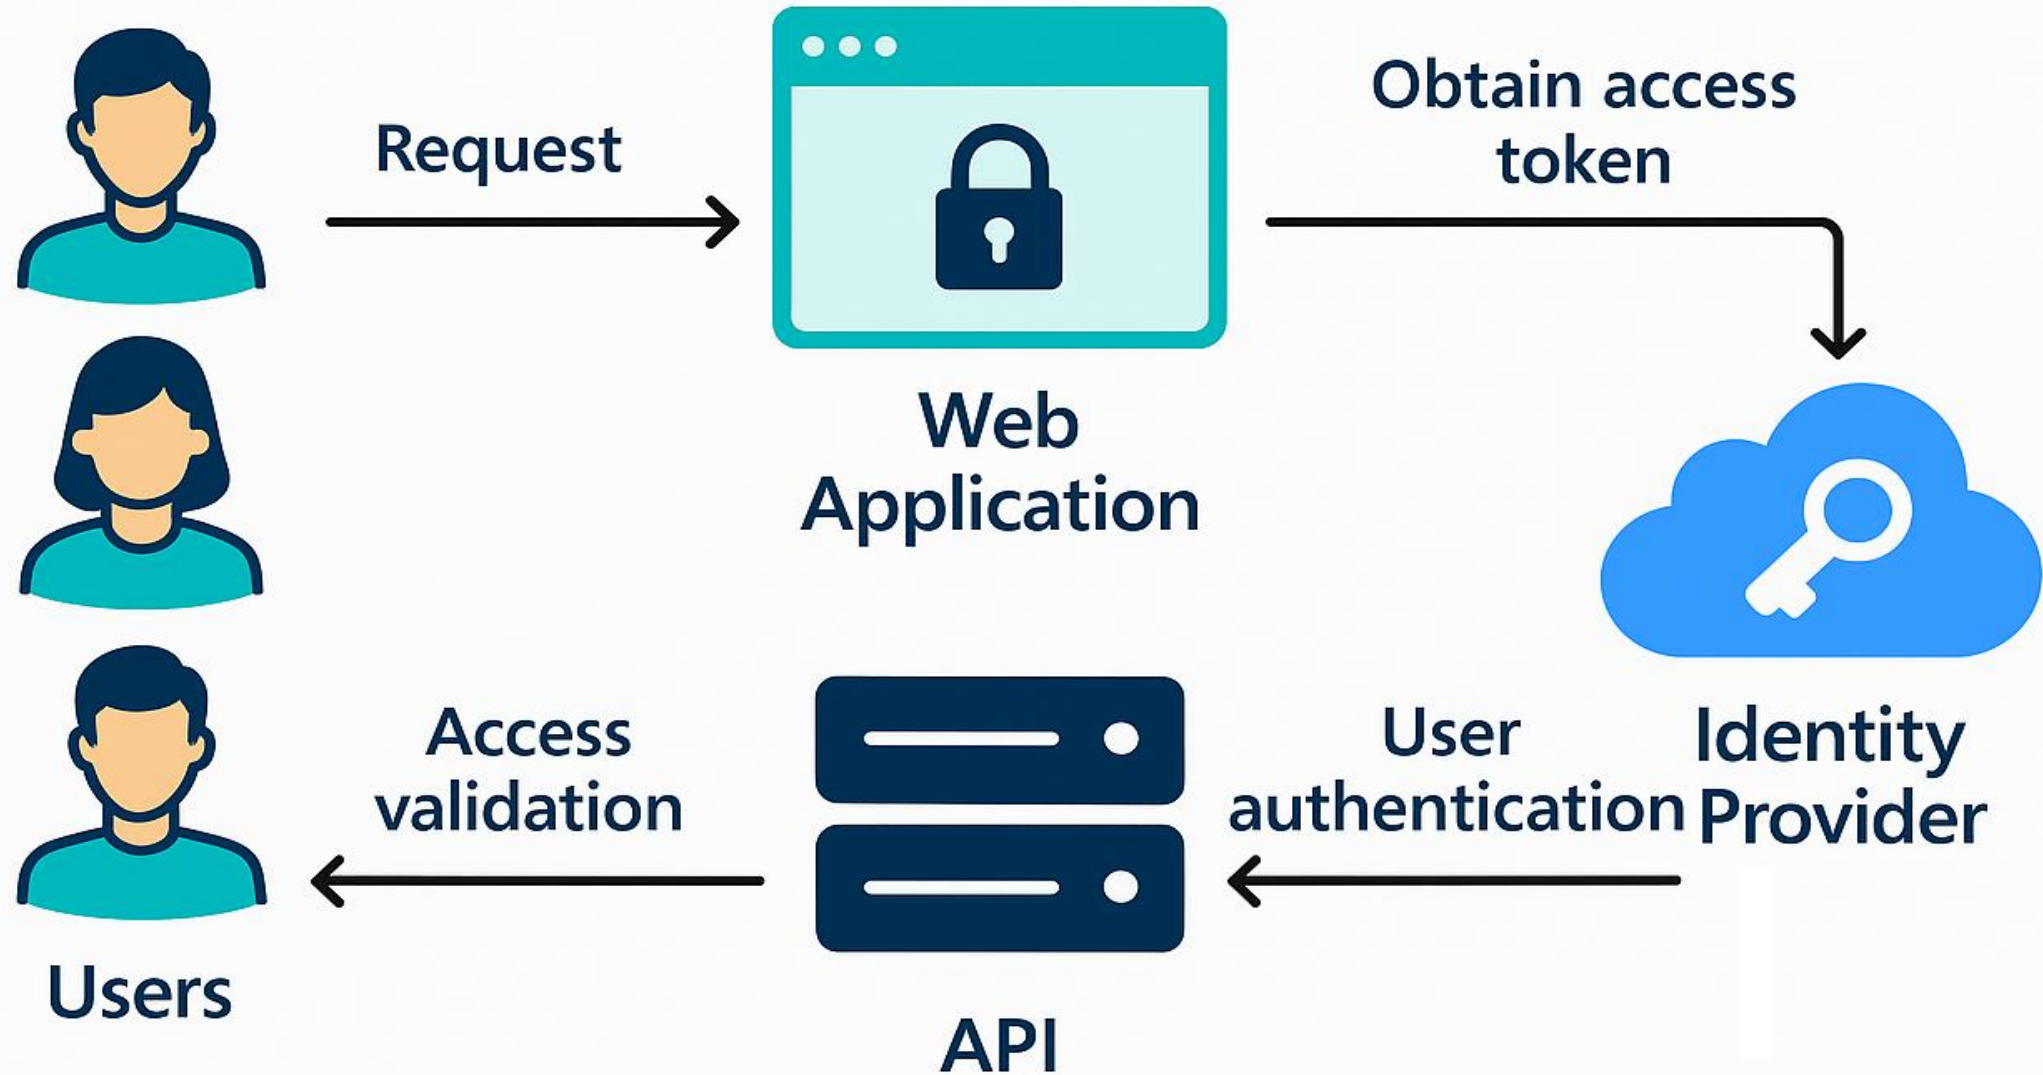 Request
Obtain access
token
Web
Application
Access
validation
User
authentication
Identity
Provider
Users
API